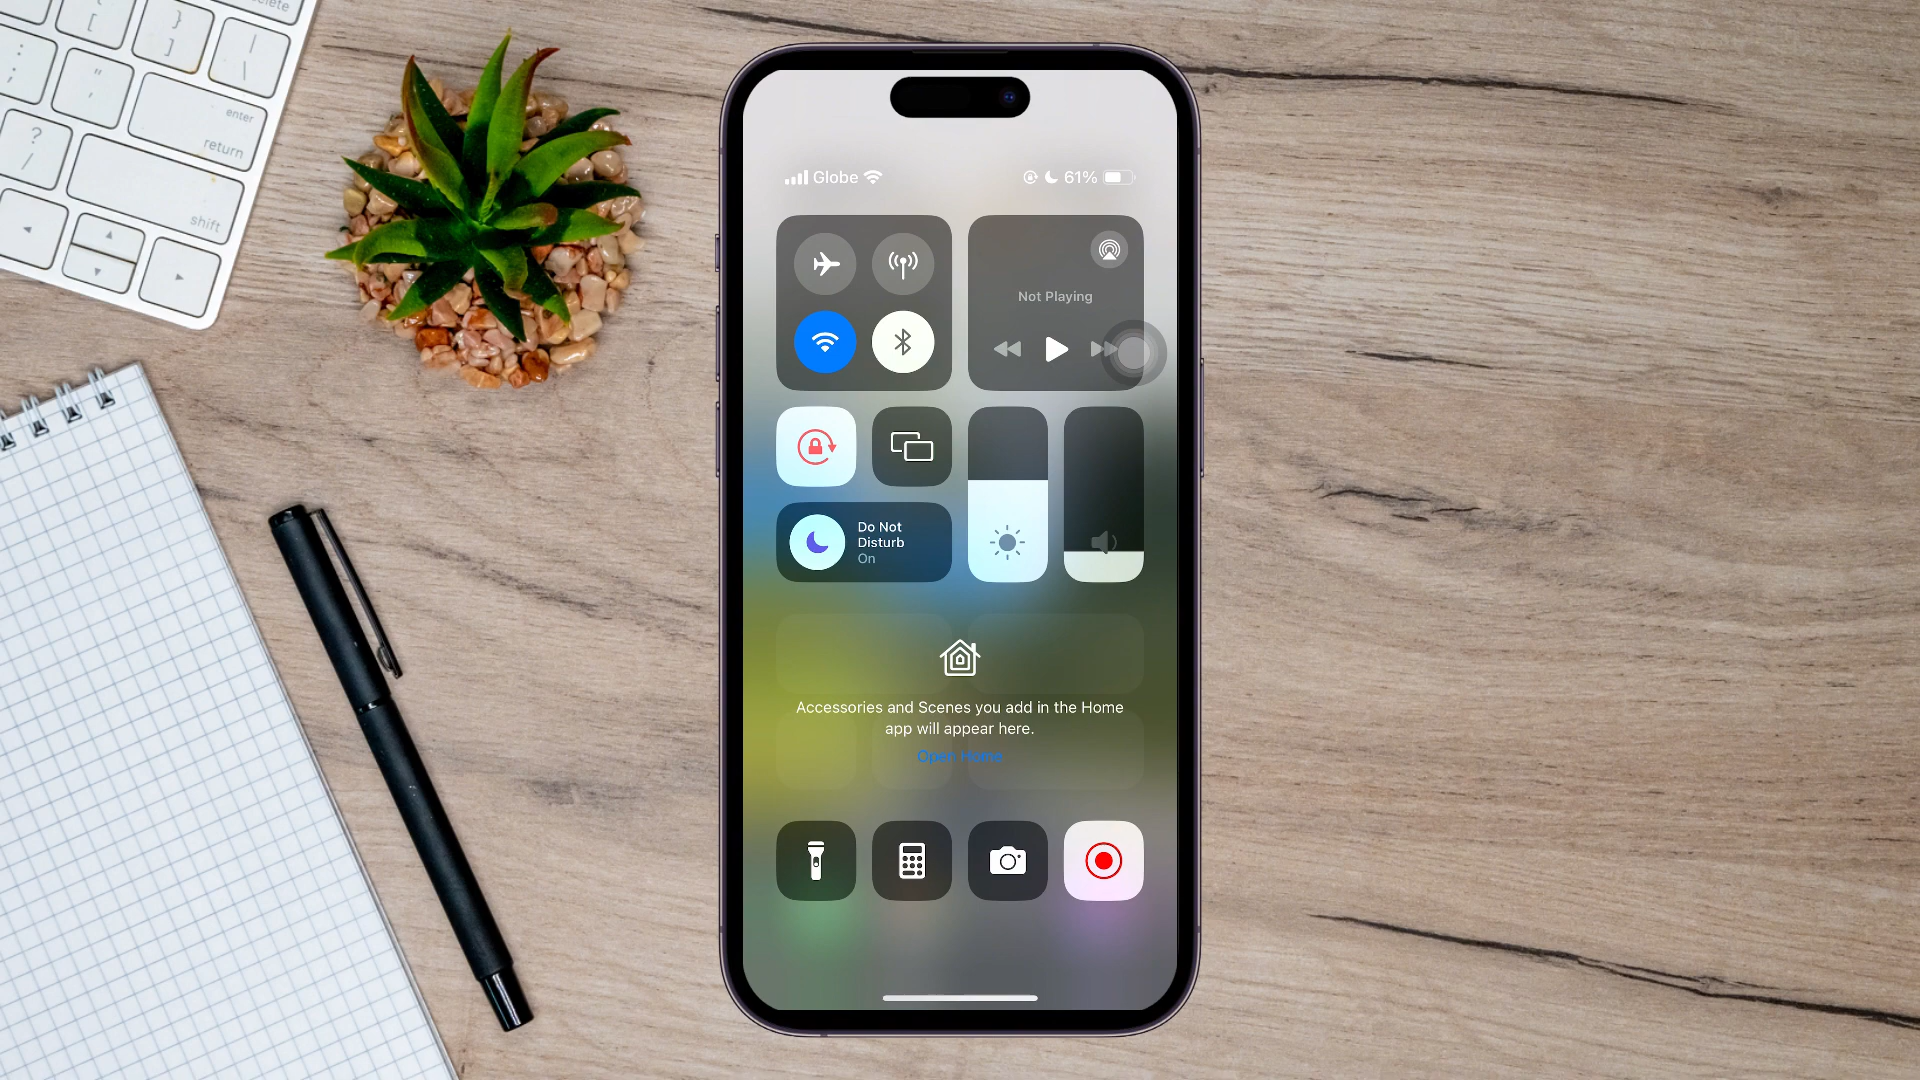 delete
{ [
} ]
| \
: ;
" '
enter
return
? /
shift
Globe
61%
Not Playing
Do Not
Disturb
On
Accessories and Scenes you add in the Home
app will appear here.
Open Home